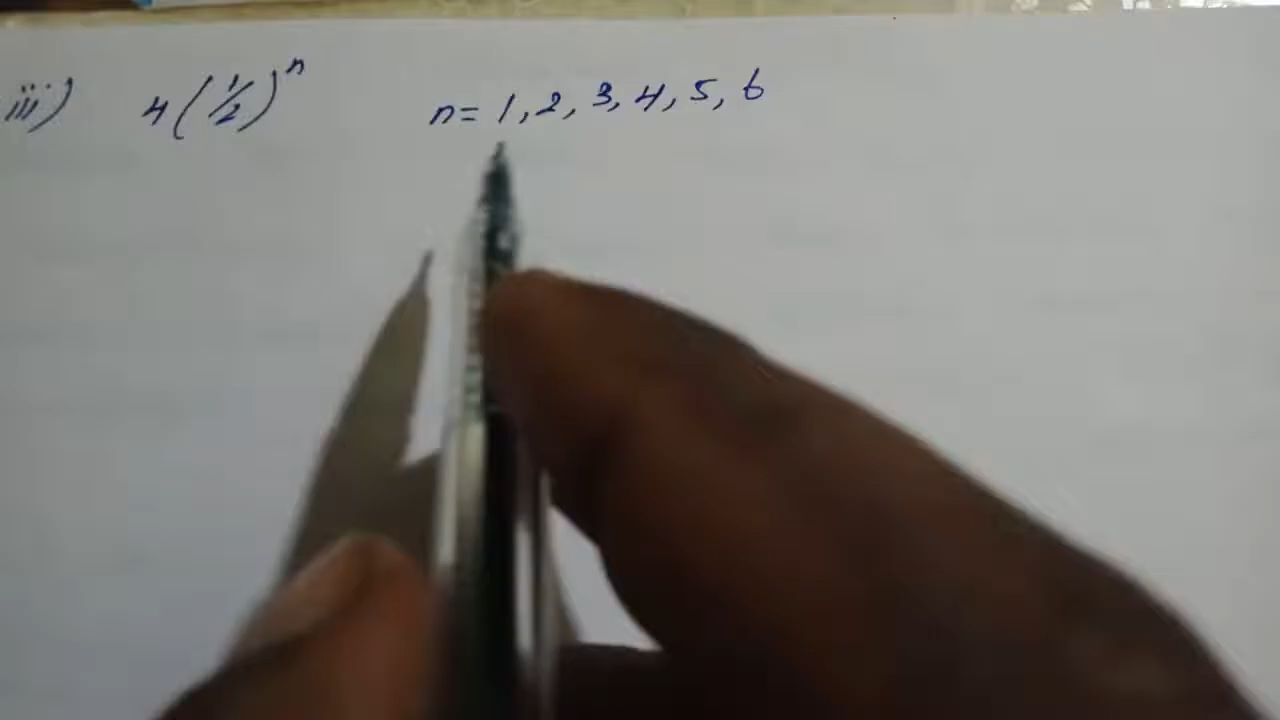 iii) 4(1/2)^n n= 1, 2, 3, 4, 5, 6